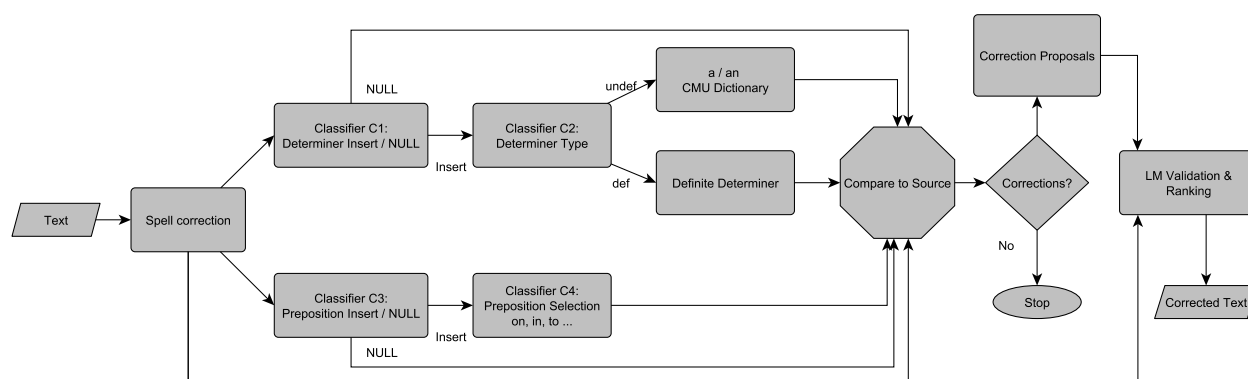 Text
Spell correction
NULL
Classifier C1:
Determiner Insert / NULL
Insert
Classifier C2:
Determiner Type
undef
a / an
CMU Dictionary
def
Definite Determiner
Classifier C3:
Preposition Insert / NULL
Insert
NULL
Classifier C4:
Preposition Selection
on, in, to ...
Compare to Source
Corrections?
Correction Proposals
No
Stop
LM Validation &
Ranking
Corrected Text